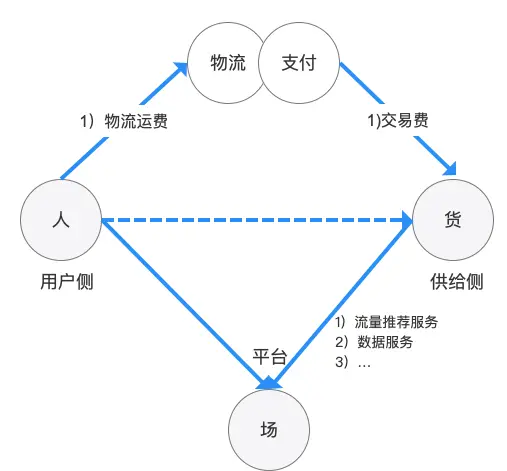 物流
支付
1）物流运费
1)交易费
人
货
用户侧
供给侧
1）流量推荐服务
2）数据服务
3）...
平台
场